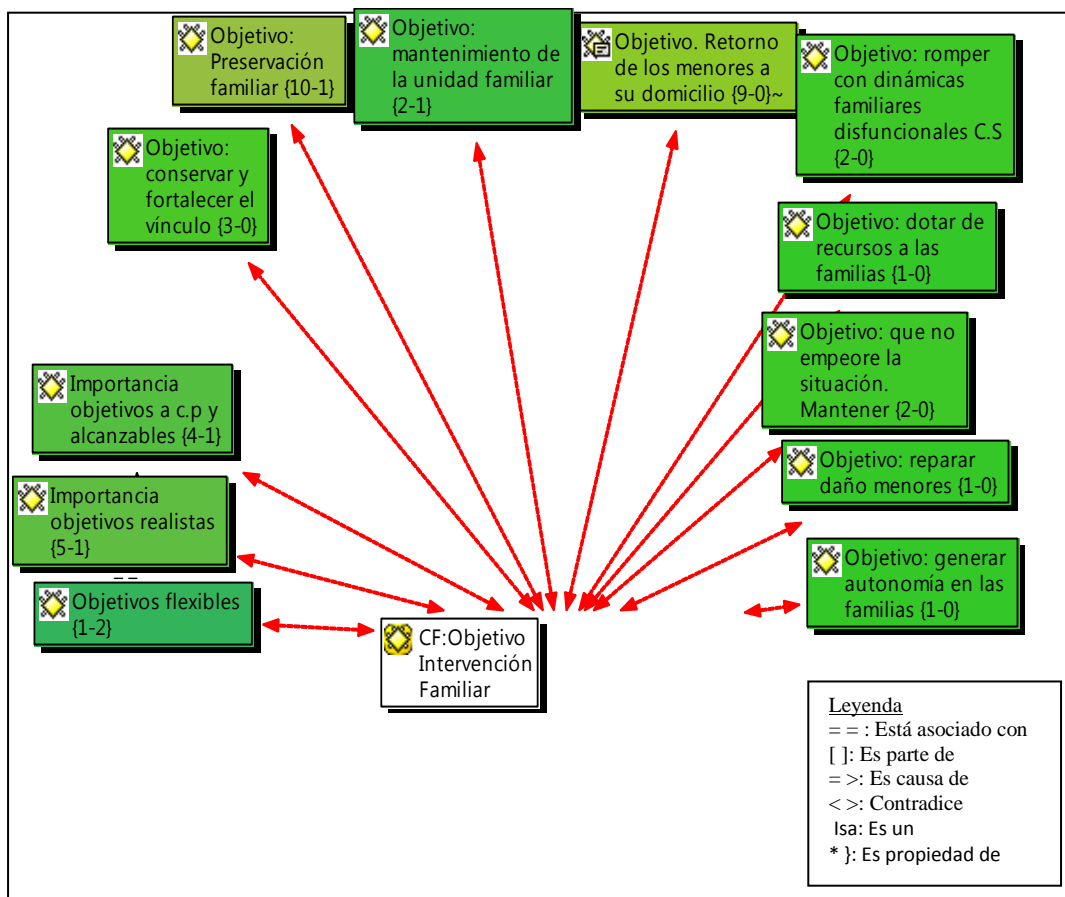 Objetivo:
Preservación
familiar {10-1}
Objetivo:
mantenimiento de
la unidad familiar
{2-1}
Objetivo. Retorno
de los menores a
su domicilio {9-0}~
Objetivo: romper
con dinámicas
familiares
disfuncionales C.S
{2-0}
Objetivo:
conservar y
fortalecer el
vínculo {3-0}
Objetivo: dotar de
recursos a las
familias {1-0}
Objetivo: que no
empeore la
situación.
Mantener {2-0}
Importancia
objetivos a c.p y
alcanzables {4-1}
Objetivo: reparar
daño menores {1-0}
Importancia
objetivos realistas
{5-1}
Objetivo: generar
autonomía en las
familias {1-0}
Objetivos flexibles
{1-2}
CF:Objetivo
Intervención
Familiar
Leyenda
= = : Está asociado con
[ ]: Es parte de
= >: Es causa de
< >: Contradice
Isa: Es un
* }: Es propiedad de